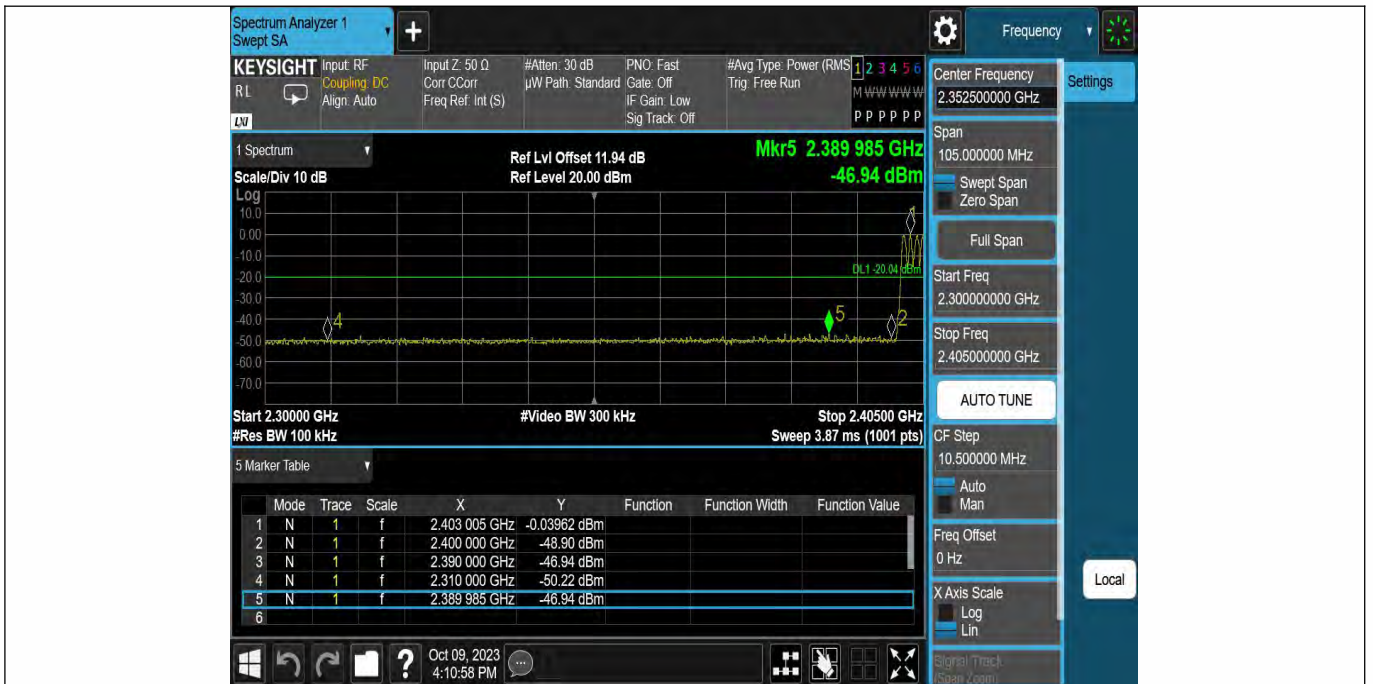 Spectrum Analyzer 1
Swept SA
+
Frequency
KEYSIGHT
RL
LXI
Input: RF
Coupling: DC
Align: Auto
Input Z: 50 Ω
Corr CCorr
Freq Ref: Int (S)
#Atten: 30 dB
µW Path: Standard
PNO: Fast
Gate: Off
IF Gain: Low
Sig Track: Off
#Avg Type: Power (RMS
Trig: Free Run
1 2 3 4 5 6
M W W W W W
P P P P P P
1 Spectrum
Scale/Div 10 dB
Ref Lvl Offset 11.94 dB
Ref Level 20.00 dBm
Mkr5 2.389 985 GHz
-46.94 dBm
Log
10.0
0.00
-10.0
-20.0
-30.0
-40.0
-50.0
-60.0
-70.0
1
DL1 -20.04 dBm
4
5
2
Start 2.30000 GHz
#Video BW 300 kHz
Stop 2.40500 GHz
#Res BW 100 kHz
Sweep 3.87 ms (1001 pts)
5 Marker Table
Mode Trace Scale X Y Function Function Width Function Value
1 N 1 f 2.403 005 GHz -0.03962 dBm
2 N 1 f 2.400 000 GHz -48.90 dBm
3 N 1 f 2.390 000 GHz -46.94 dBm
4 N 1 f 2.310 000 GHz -50.22 dBm
5 N 1 f 2.389 985 GHz -46.94 dBm
6
?
Oct 09, 2023
4:10:58 PM
Center Frequency
2.352500000 GHz
Settings
Span
105.000000 MHz
Swept Span
Zero Span
Full Span
Start Freq
2.300000000 GHz
Stop Freq
2.405000000 GHz
AUTO TUNE
CF Step
10.500000 MHz
Auto
Man
Freq Offset
0 Hz
X Axis Scale
Log
Lin
Local
Signal Track
(Span Zoom)